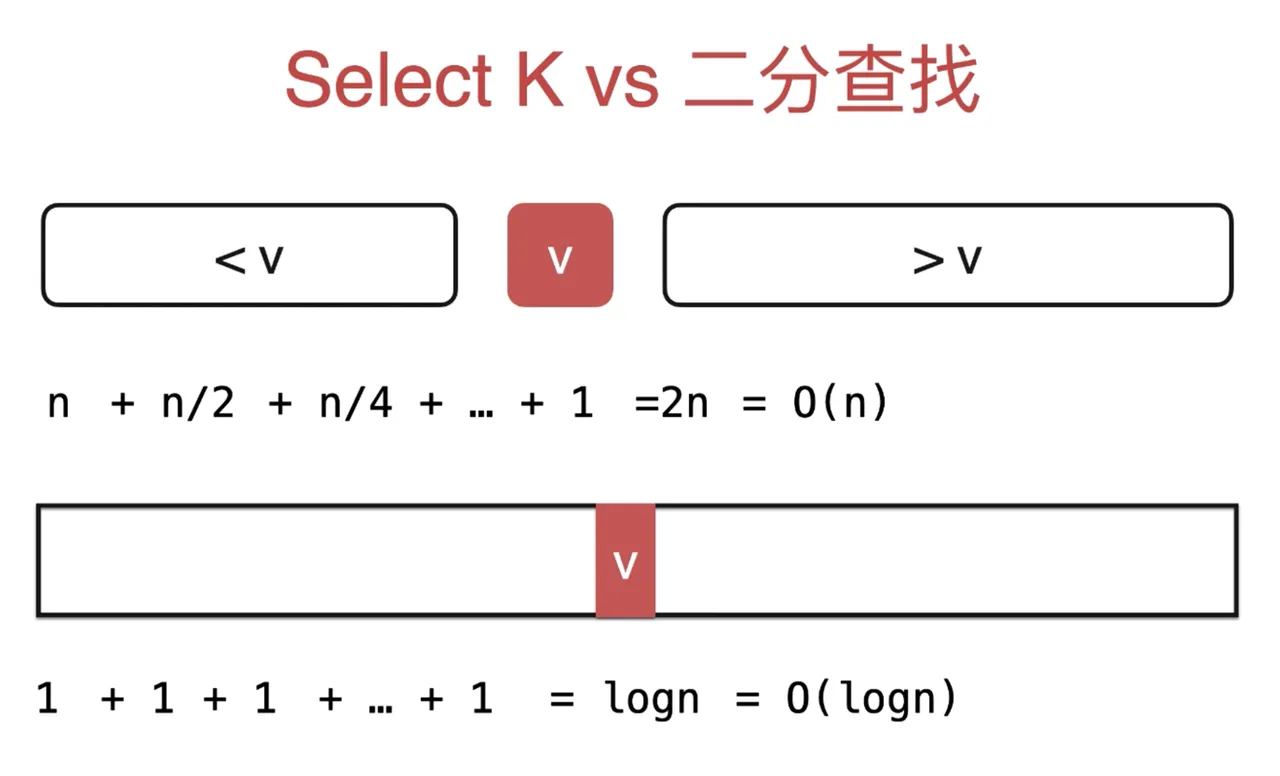 Select K vs 二分查找
< v v > v
n + n/2 + n/4 + … + 1 =2n = O(n)
v
1 + 1 + 1 + … + 1 = logn = O(logn)